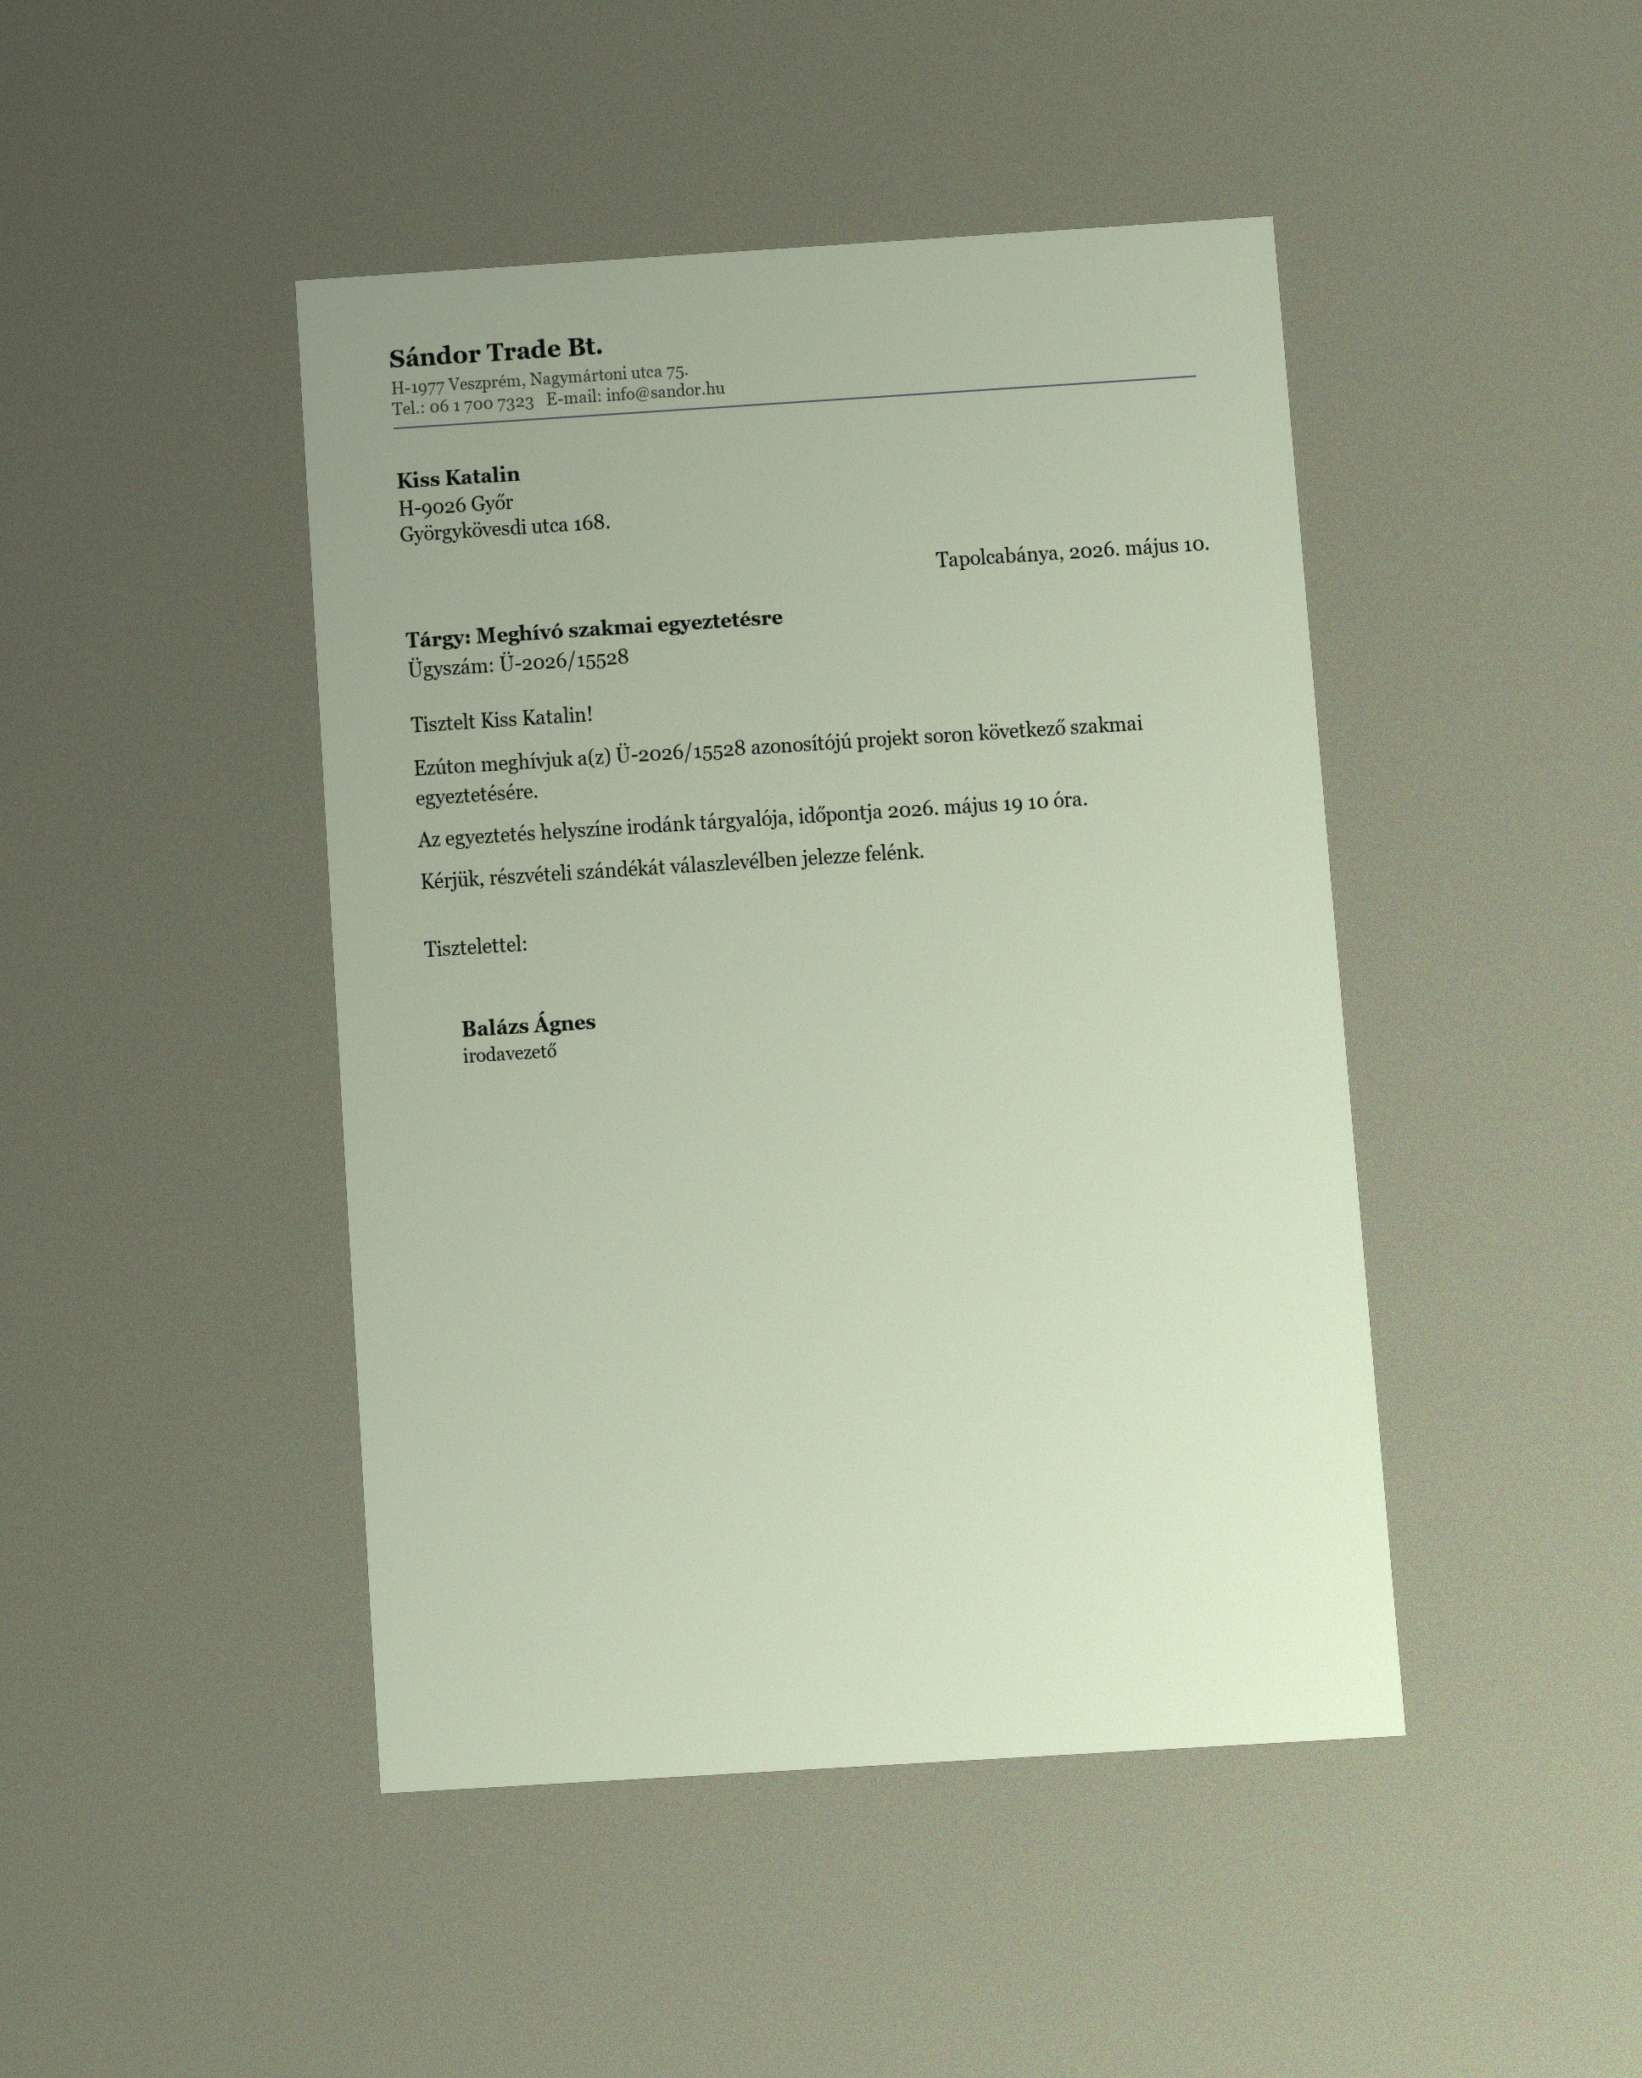 Sándor Trade Bt.
H-1977 Veszprém, Nagymártoni utca 75.
Tel.: 06 1 700 7323 E-mail: info@sandor.hu
Kiss Katalin
H-9026 Győr
Györgykövesdi utca 168.
Tapolcabánya, 2026. május 10.
Tárgy: Meghívó szakmai egyeztetésre
Ügyszám: Ü-2026/15528
Tisztelt Kiss Katalin!
Ezúton meghívjuk a(z) Ü-2026/15528 azonosítójú projekt soron következő szakmai
egyeztetésére.
Az egyeztetés helyszíne irodánk tárgyalója, időpontja 2026. május 19 10 óra.
Kérjük, részvételi szándékát válaszlevélben jelezze felénk.
Tisztelettel:
Balázs Ágnes
irodavezető